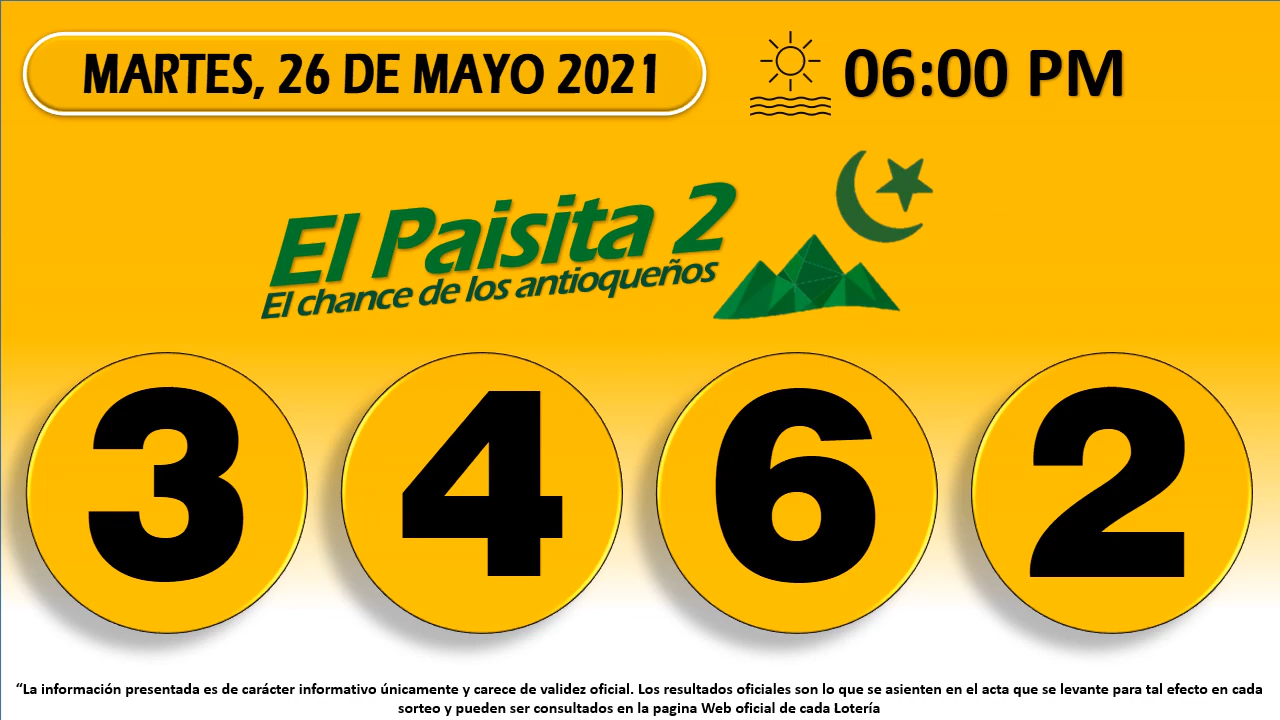 MARTES, 26 DE MAYO 2021
06:00 PM
El Paisita 2
El chance de los antioqueños
3 4 6 2
“La información presentada es de carácter informativo únicamente y carece de validez oficial. Los resultados oficiales son lo que se asienten en el acta que se levante para tal efecto en cada
sorteo y pueden ser consultados en la pagina Web oficial de cada Lotería